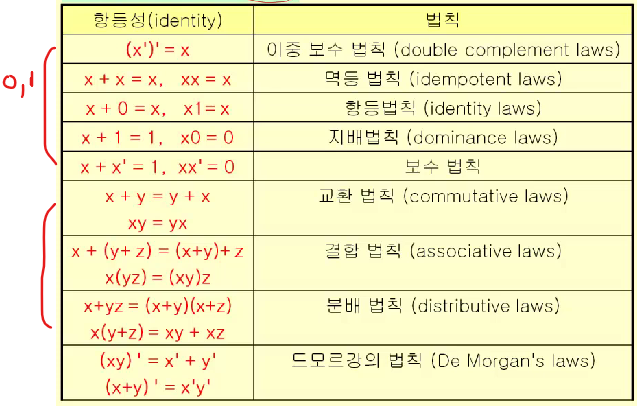 항등성(identity) 법칙
(x')' = x 이중 보수 법칙 (double complement laws)
0,1
x + x = x, xx = x 멱등 법칙 (idempotent laws)
x + 0 = x, x1= x 항등법칙 (identity laws)
x + 1 = 1, x0 = 0 지배법칙 (dominance laws)
x + x' = 1, xx' = 0 보수 법칙
x + y = y + x 교환 법칙 (commutative laws)
xy = yx
x + (y+ z) = (x+y)+ z 결합 법칙 (associative laws)
x(yz) = (xy)z
x+yz = (x+y)(x+z) 분배 법칙 (distributive laws)
x(y+z) = xy + xz
(xy) ' = x' + y' 드모르강의 법칙 (De Morgan's laws)
(x+y) ' = x'y'